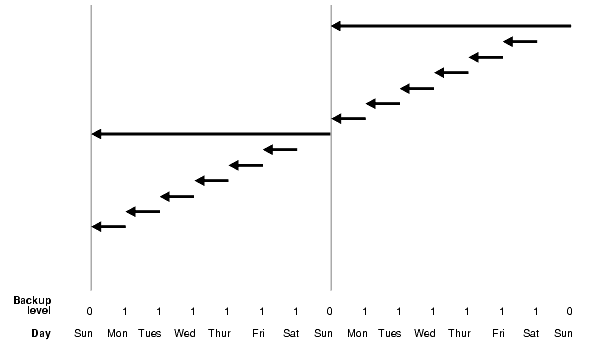 Backup
level 0 1 1 1 1 1 1 0 1 1 1 1 1 1 0
Day Sun Mon Tues Wed Thur Fri Sat Sun Mon Tues Wed Thur Fri Sat Sun